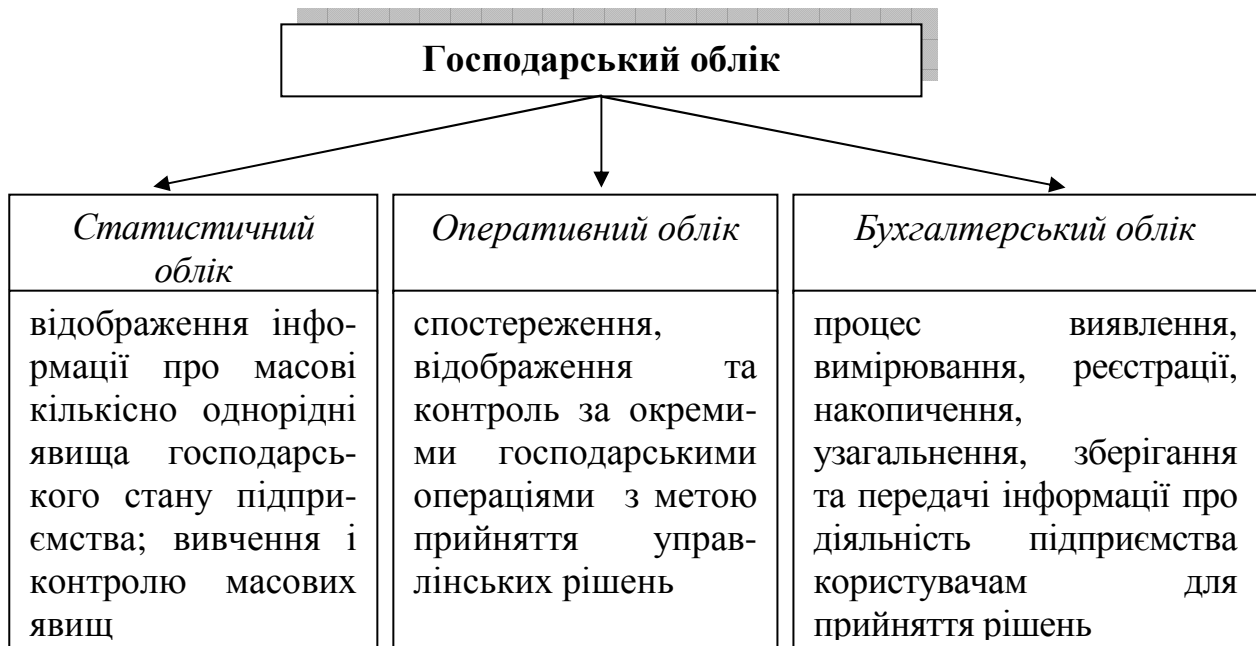 Господарський облік
Статистичний
облік
відображення інфо-
рмації про масові
кількісно однорідні
явища господарсь-
кого стану підпри-
ємства; вивчення і
контролю масових
явищ
Оперативний облік
спостереження,
відображення та
контроль за окреми-
ми господарськими
операціями з метою
прийняття управ-
лінських рішень
Бухгалтерський облік
процес виявлення,
вимірювання, реєстрації,
накопичення,
узагальнення, зберігання
та передачі інформації про
діяльність підприємства
користувачам для
прийняття рішень